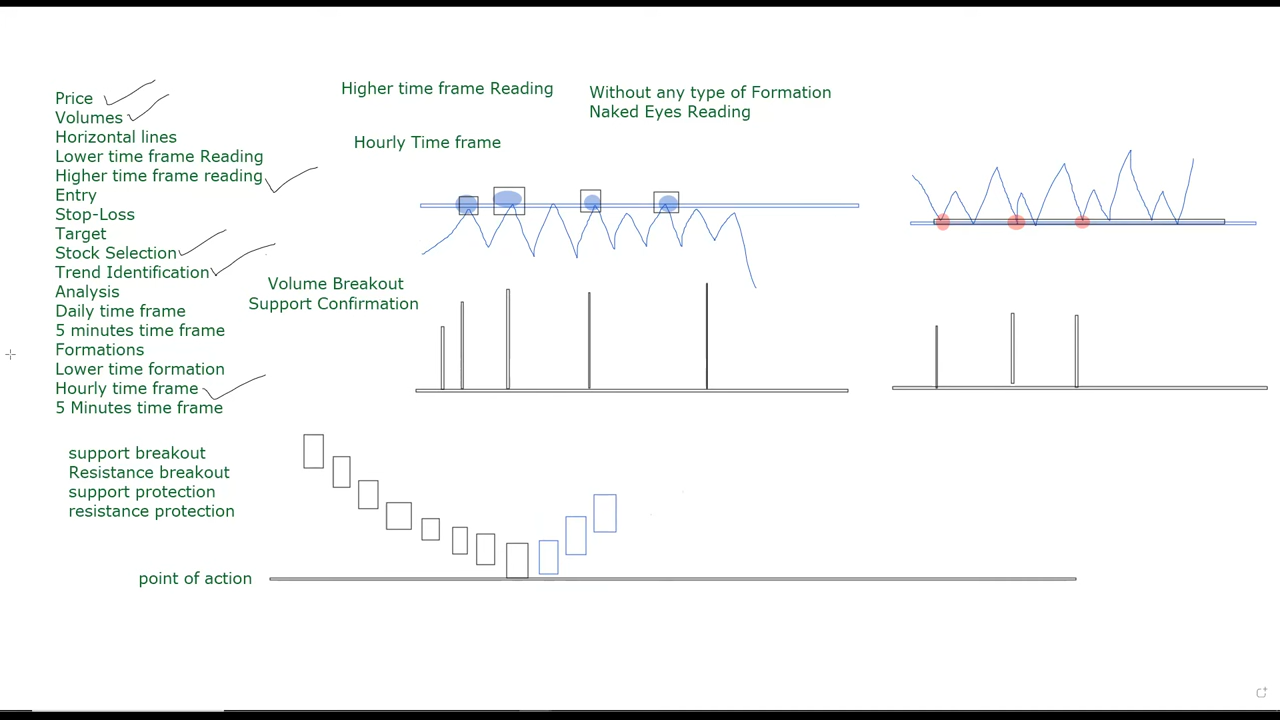 Price
Volumes
Horizontal lines
Lower time frame Reading
Higher time frame reading
Entry
Stop-Loss
Target
Stock Selection
Trend Identification
Analysis
Daily time frame
5 minutes time frame
Formations
Lower time formation
Hourly time frame
5 Minutes time frame
support breakout
Resistance breakout
support protection
resistance protection
Higher time frame Reading
Without any type of Formation
Naked Eyes Reading
Hourly Time frame
Volume Breakout
Support Confirmation
point of action